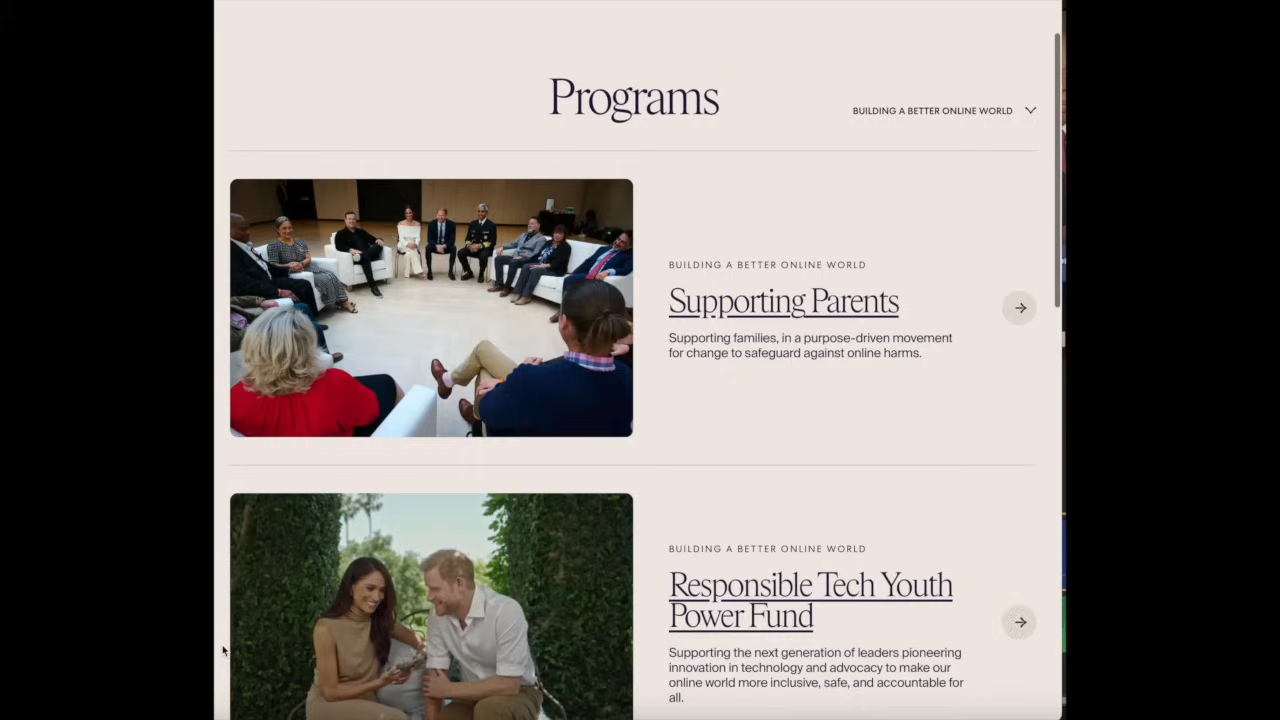 Programs
BUILDING A BETTER ONLINE WORLD
BUILDING A BETTER ONLINE WORLD
Supporting Parents
Supporting families, in a purpose-driven movement
for change to safeguard against online harms.
BUILDING A BETTER ONLINE WORLD
Responsible Tech Youth
Power Fund
Supporting the next generation of leaders pioneering
innovation in technology and advocacy to make our
online world more inclusive, safe, and accountable for
all.